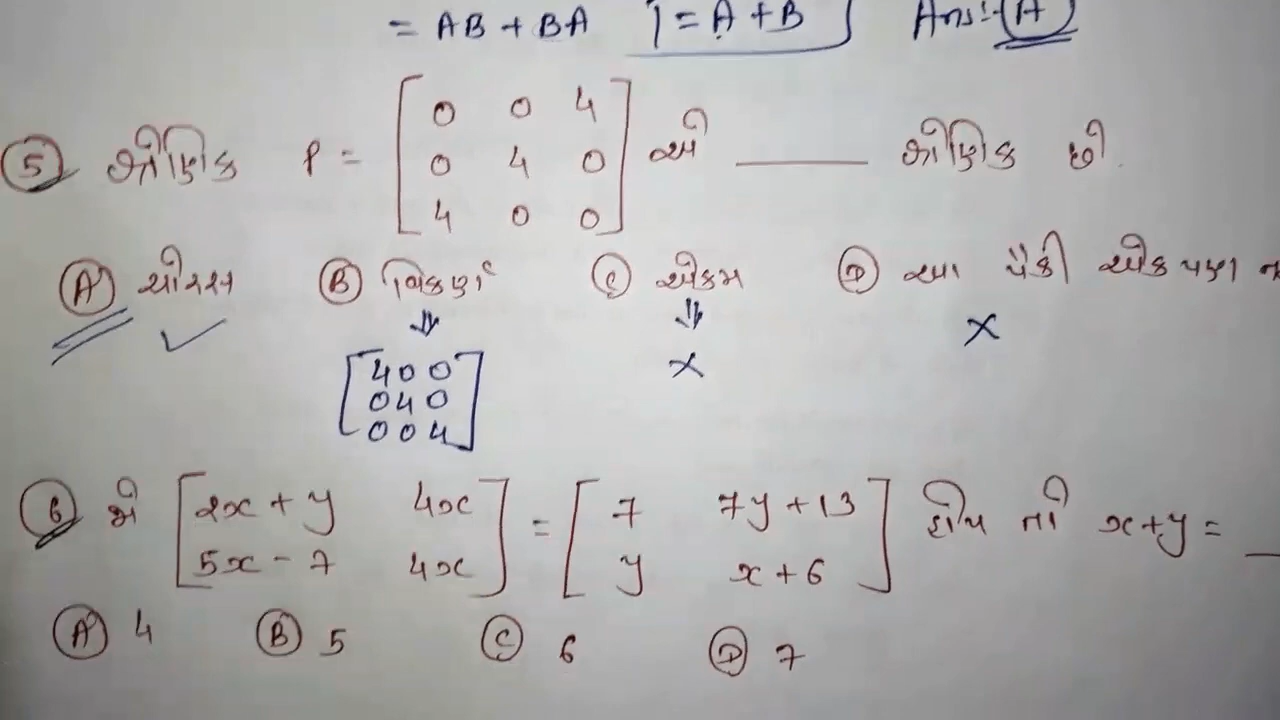 = AB + BA = A + B Ans:- (A)
5 શ્રેણિક P = [ 0 0 4 એ ______ શ્રેણિક છે.
0 4 0
4 0 0 ]
(A) ચોરસ (B) વિકર્ણ (C) એકમ (D) આ પૈકી એકપણ
⇓ ⇓ ×
[ 4 0 0 ×
0 4 0
0 0 4 ]
6 જો [ 2x + y 4x = [ 7 7y + 13 હોય તો x+y = _
5x - 7 4x ] y x + 6 ]
(A) 4 (B) 5 (C) 6 (D) 7